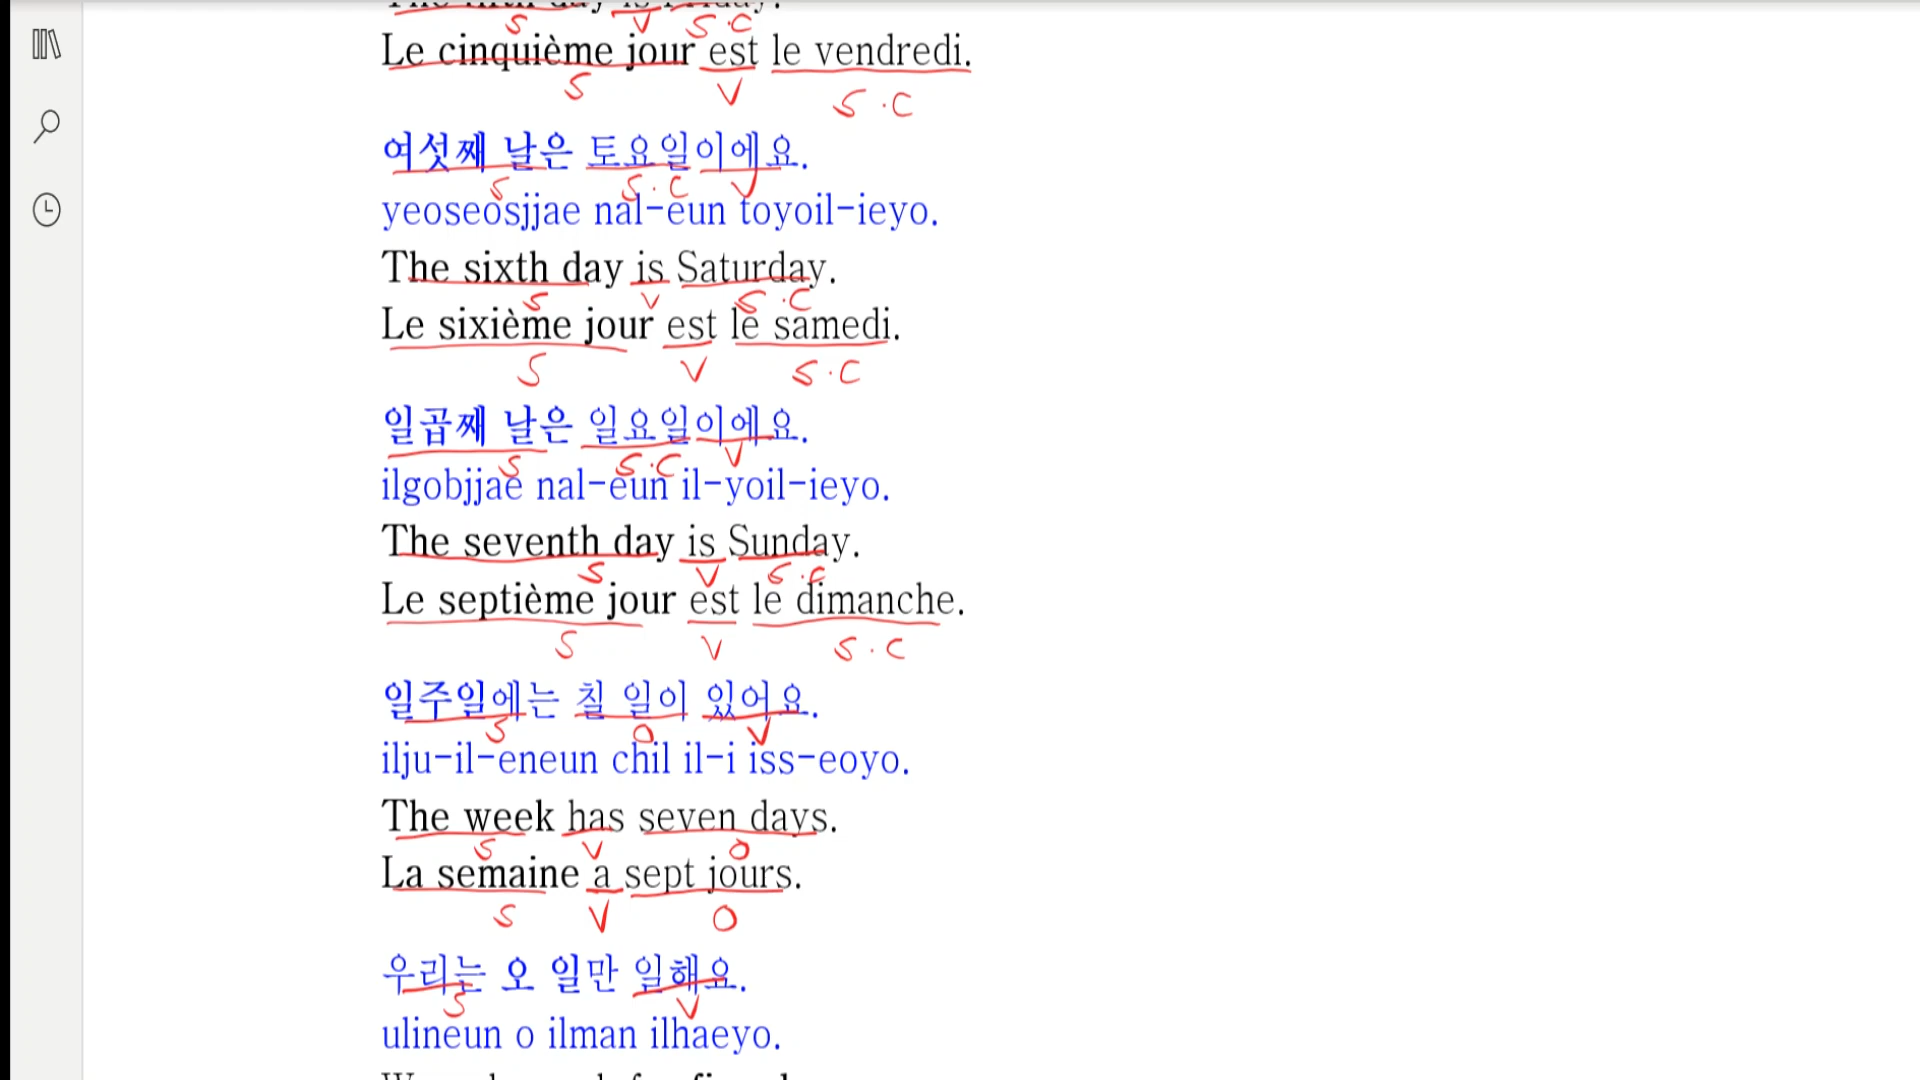 S V S.C
Le cinquième jour est le vendredi.
S V S.C
여섯째 날은 토요일이에요.
S S.C V
yeoseosjjae nal-eun toyoil-ieyo.
The sixth day is Saturday.
S V S.C
Le sixième jour est le samedi.
S V S.C
일곱째 날은 일요일이에요.
S S.C V
ilgobjjae nal-eun il-yoil-ieyo.
The seventh day is Sunday.
S V S.C
Le septième jour est le dimanche.
S V S.C
일주일에는 칠 일이 있어요.
S O V
ilju-il-eneun chil il-i iss-eoyo.
The week has seven days.
S V O
La semaine a sept jours.
S V O
우리는 오 일만 일해요.
S V
ulineun o ilman ilhaeyo.